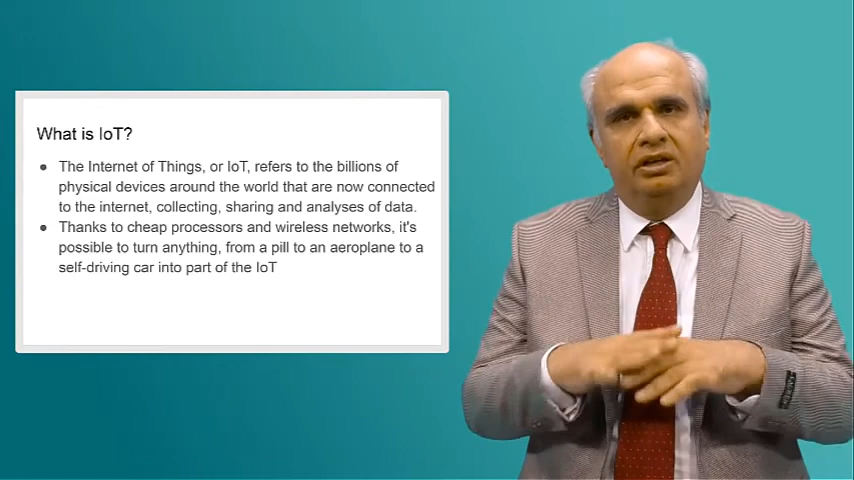 What is IoT?
● The Internet of Things, or IoT, refers to the billions of
physical devices around the world that are now connected
to the internet, collecting, sharing and analyses of data.
● Thanks to cheap processors and wireless networks, it's
possible to turn anything, from a pill to an aeroplane to a
self-driving car into part of the IoT